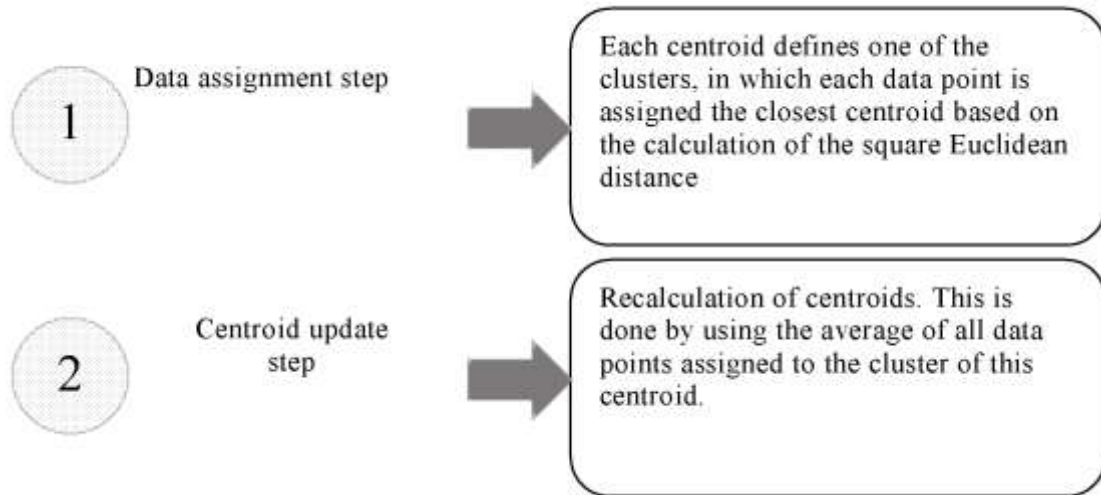 1
Data assignment step
Each centroid defines one of the
clusters, in which each data point is
assigned the closest centroid based on
the calculation of the square Euclidean
distance
2
Centroid update
step
Recalculation of centroids. This is
done by using the average of all data
points assigned to the cluster of this
centroid.